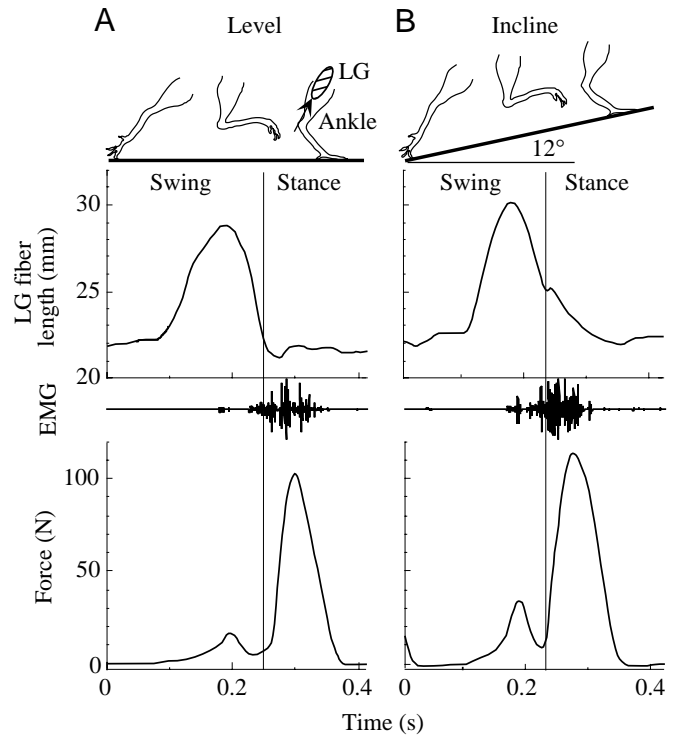 A
Level
LG
Ankle
B
Incline
12°
Swing
Stance
Swing
Stance
LG fiber
length (mm)
30
25
20
EMG
Force (N)
100
50
0
0
0.2
0.4
0
0.2
0.4
Time (s)